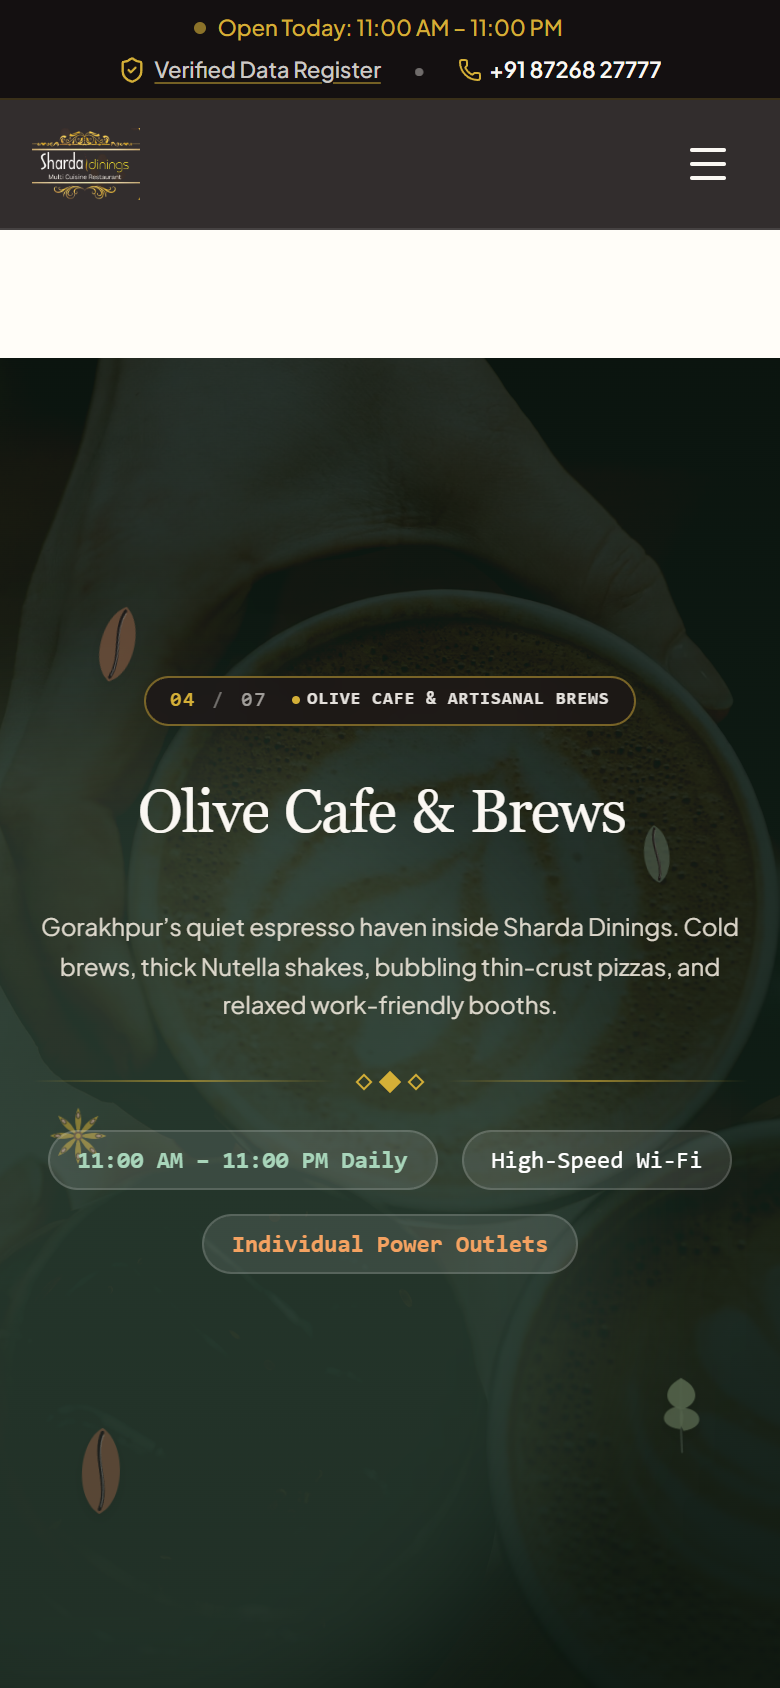 Open Today: 11:00 AM – 11:00 PM
Verified Data Register • +91 87268 27777
Sharda dinings
Multi Cuisine Restaurant
04 / 07 • OLIVE CAFE & ARTISANAL BREWS
Olive Cafe & Brews
Gorakhpur’s quiet espresso haven inside Sharda Dinings. Cold
brews, thick Nutella shakes, bubbling thin-crust pizzas, and
relaxed work-friendly booths.
11:00 AM – 11:00 PM Daily
High-Speed Wi-Fi
Individual Power Outlets